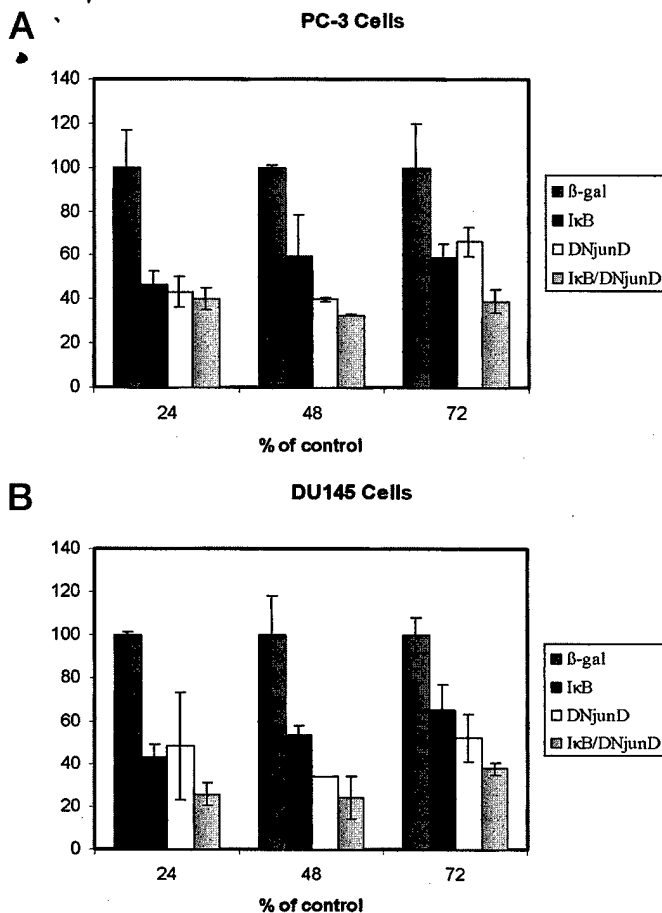 A
PC-3 Cells
140
120
100
80
60
40
20
0
24 48 72
% of control
ß-gal
IκB
DNjunD
IκB/DNjunD
B
DU145 Cells
140
120
100
80
60
40
20
0
24 48 72
% of control
ß-gal
IκB
DNjunD
IκB/DNjunD